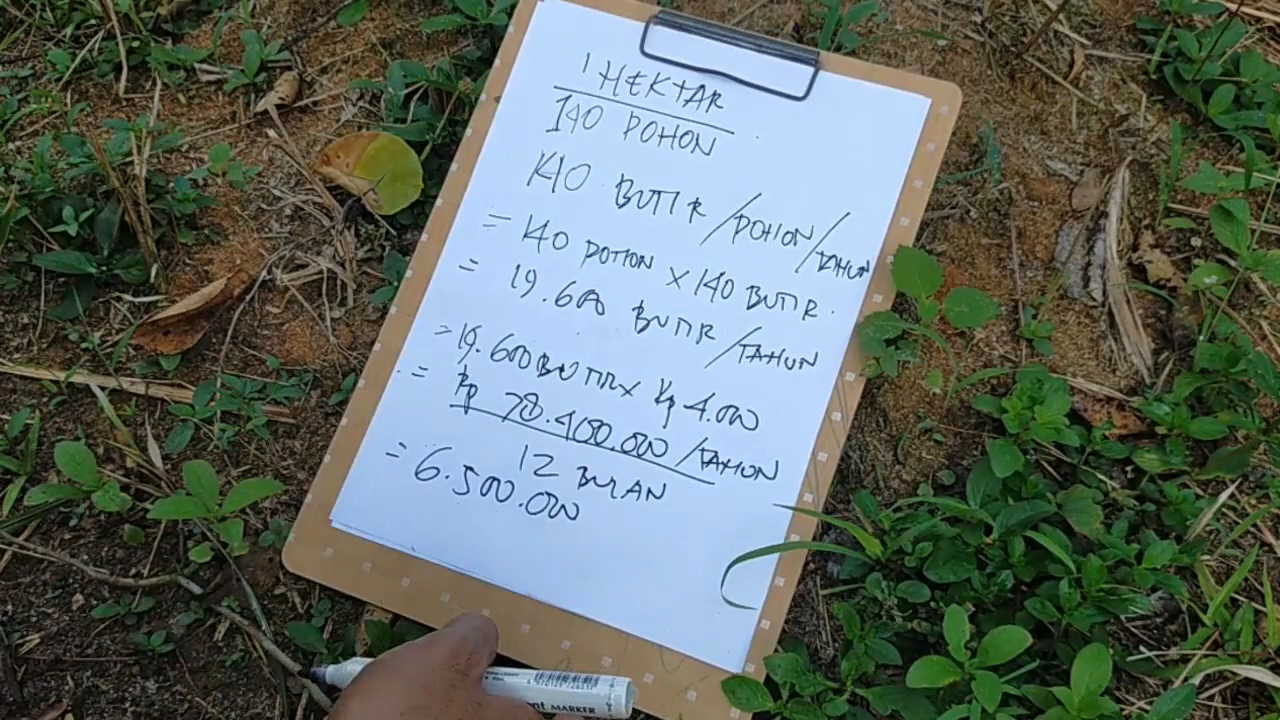 1 HEKTAR
140 POHON
140 BUTIR/POHON/TAHUN
= 140 POHON X 140 BUTIR.
= 19.600 BUTIR/TAHUN
= 19.600 BUTIR X Rp 4.000
= Rp 78.400.000/TAHUN
12 BULAN
= 6.500.000
MARKER